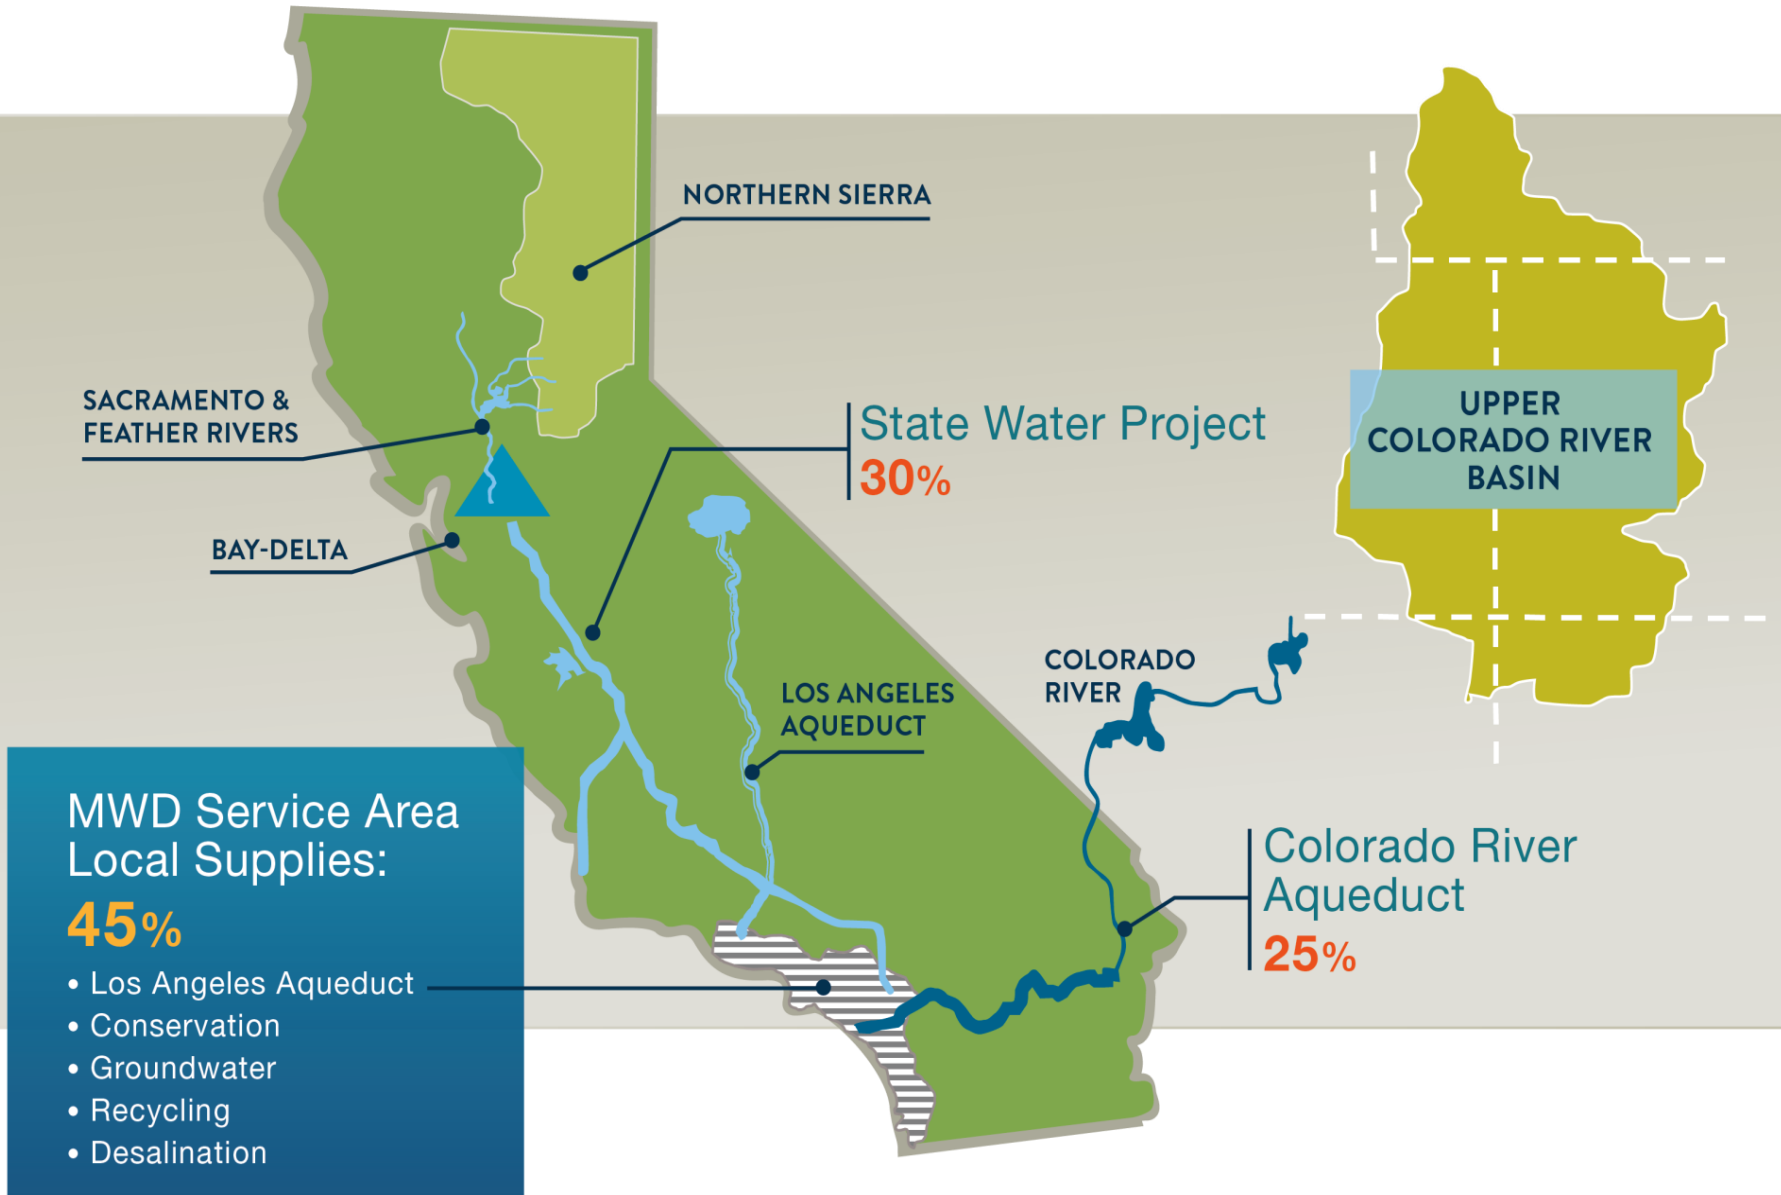 NORTHERN SIERRA
SACRAMENTO &
FEATHER RIVERS
BAY-DELTA
State Water Project
30%
UPPER
COLORADO RIVER
BASIN
LOS ANGELES
AQUEDUCT
COLORADO
RIVER
Colorado River
Aqueduct
25%
MWD Service Area
Local Supplies:
45%
• Los Angeles Aqueduct
• Conservation
• Groundwater
• Recycling
• Desalination